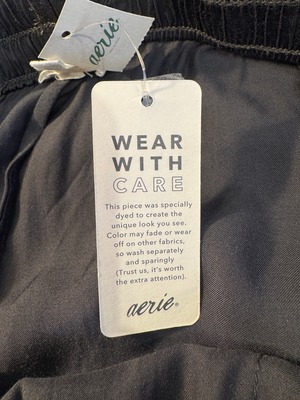 aerie
WEAR
WITH
CARE
This piece was specially
dyed to create the
unique look you see.
Color may fade or wear
off on other fabrics,
so wash separately
and sparingly
(Trust us, it's worth
the extra attention).
aerie®